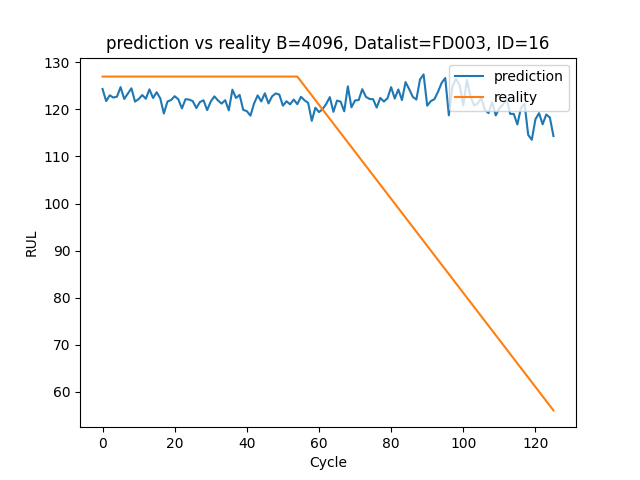 prediction vs reality B=4096, Datalist=FD003, ID=16
prediction
reality
130
120
110
100
90
80
70
60
RUL
0 20 40 60 80 100 120
Cycle